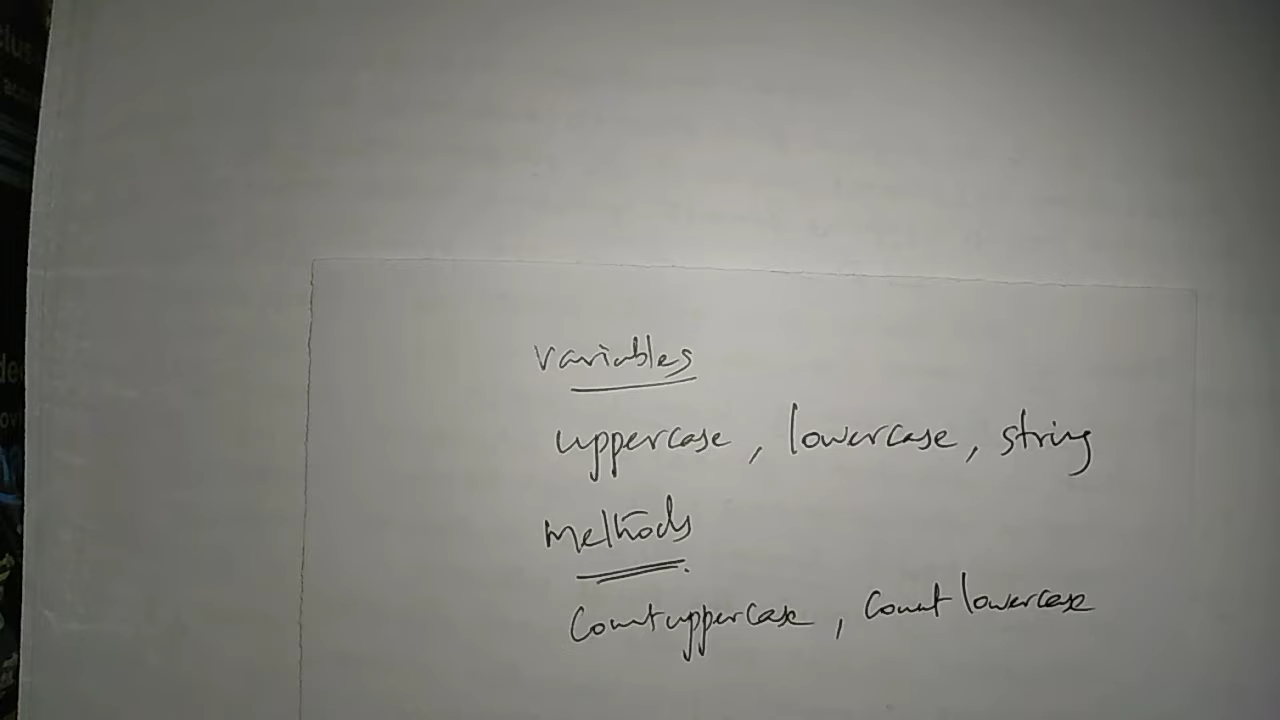 variables
uppercase, lowercase, string
methods
Countuppercase, Count lowercase